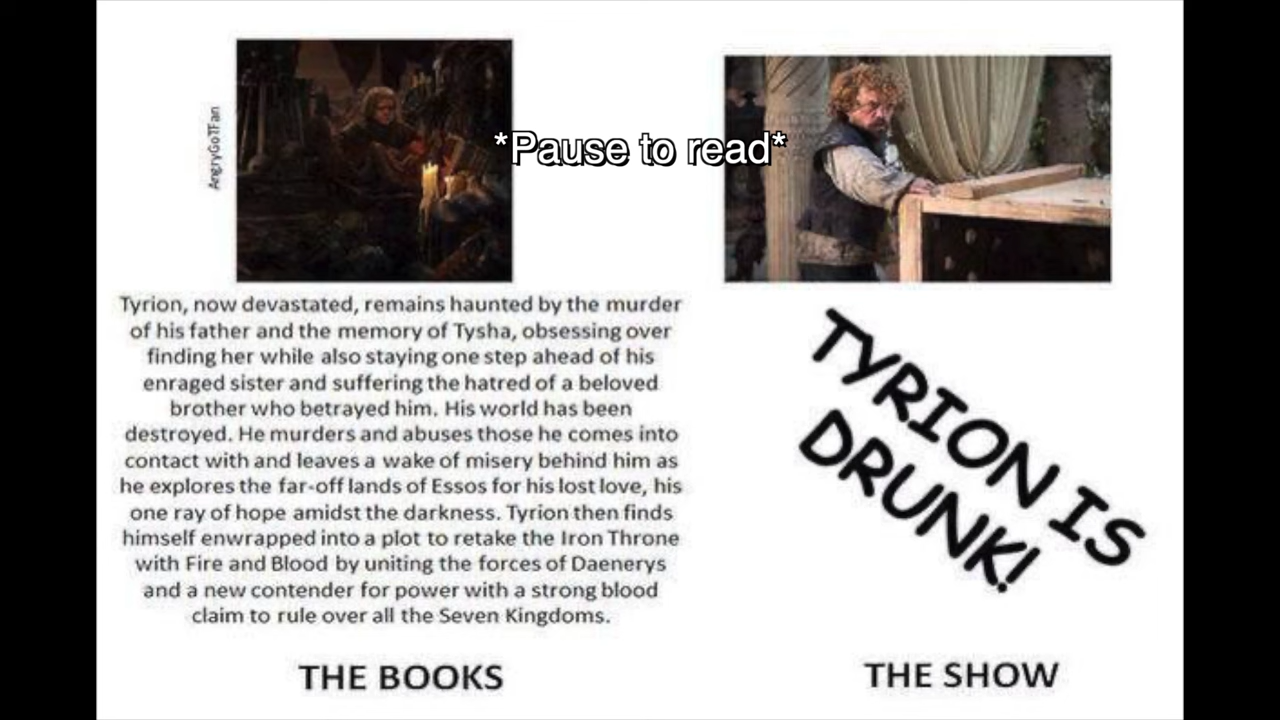 AngryGoTFan
*Pause to read*
Tyrion, now devastated, remains haunted by the murder
of his father and the memory of Tysha, obsessing over
finding her while also staying one step ahead of his
enraged sister and suffering the hatred of a beloved
brother who betrayed him. His world has been
destroyed. He murders and abuses those he comes into
contact with and leaves a wake of misery behind him as
he explores the far-off lands of Essos for his lost love, his
one ray of hope amidst the darkness. Tyrion then finds
himself enwrapped into a plot to retake the Iron Throne
with Fire and Blood by uniting the forces of Daenerys
and a new contender for power with a strong blood
claim to rule over all the Seven Kingdoms.
THE BOOKS
TYRION IS
DRUNK!
THE SHOW